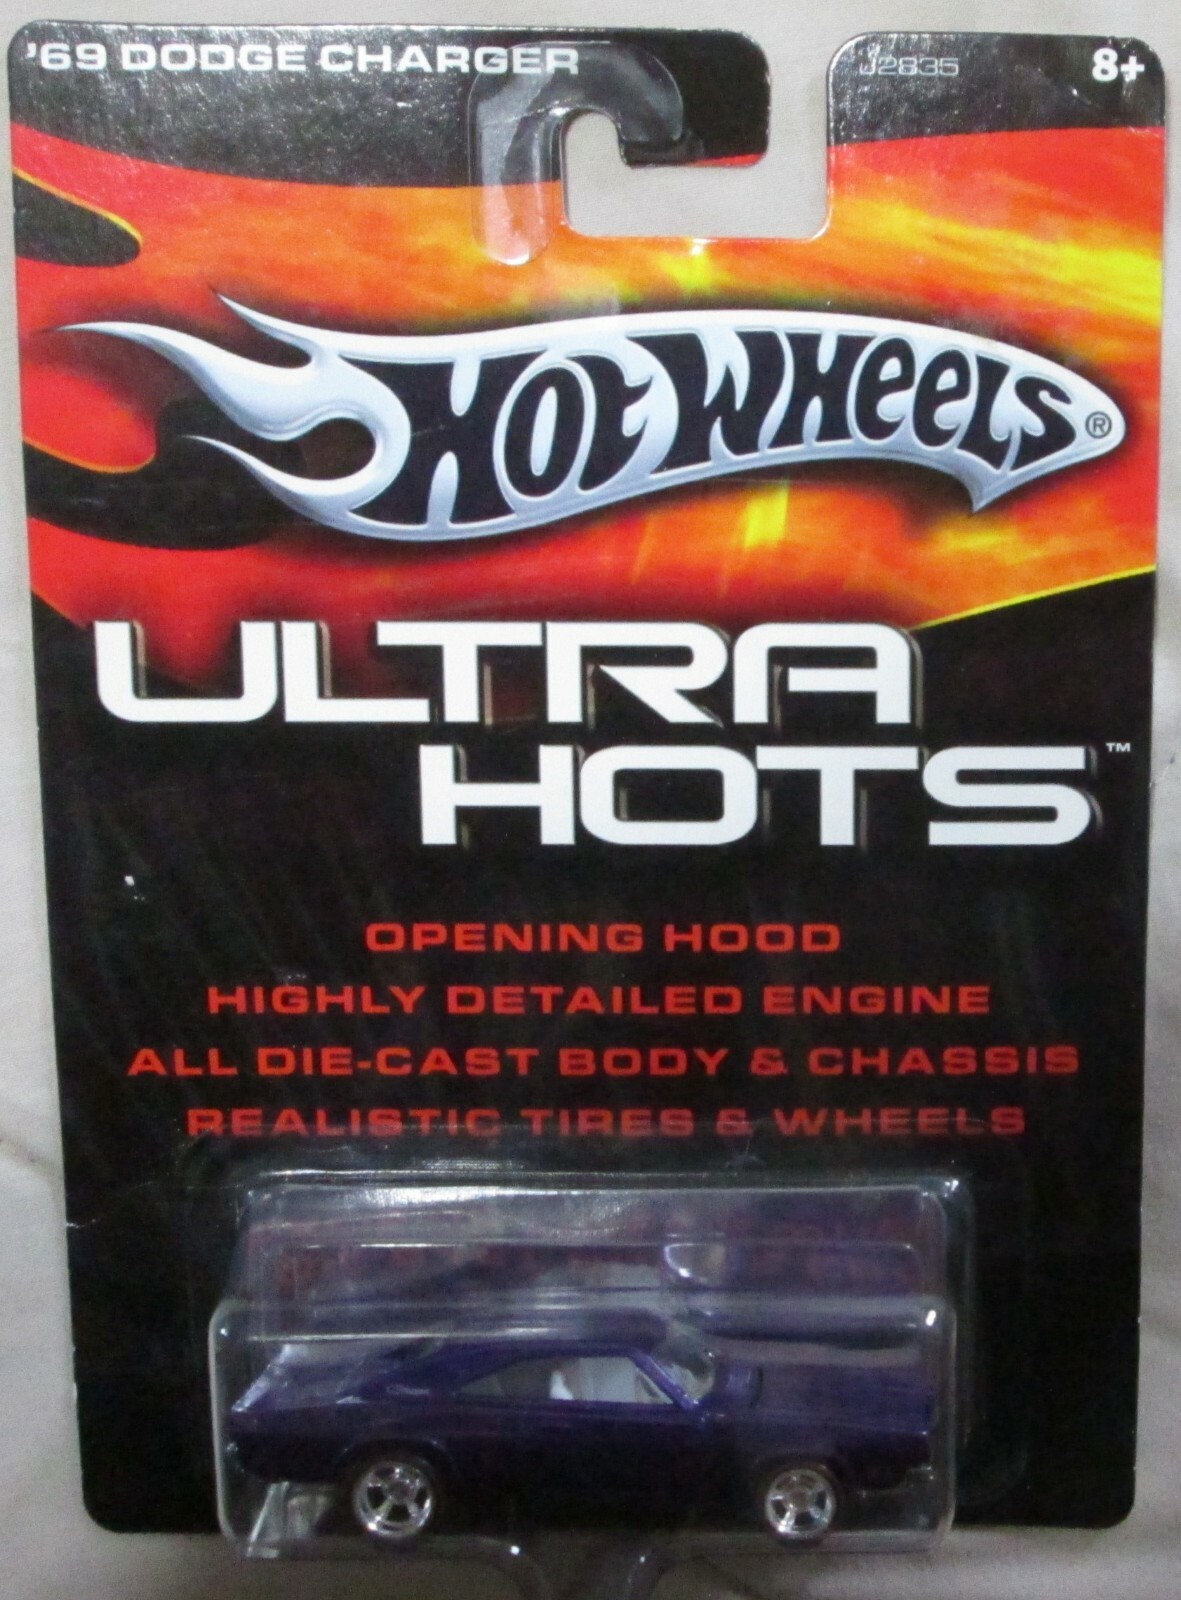 '69 DODGE CHARGER
J2835 8+
HOT WHEELS®
ULTRA
HOTS™
OPENING HOOD
HIGHLY DETAILED ENGINE
ALL DIE-CAST BODY & CHASSIS
REALISTIC TIRES & WHEELS